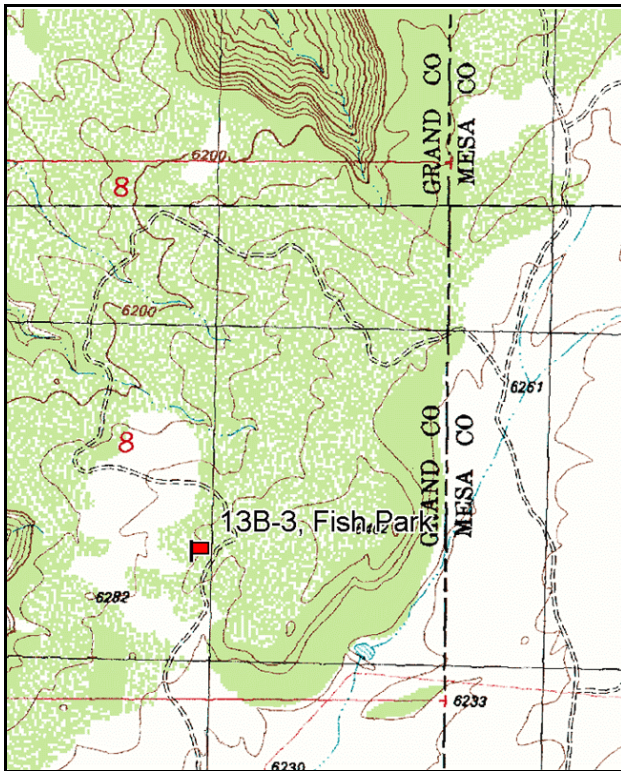 GRAND CO
MESA CO
6200
8
6200
6261
8
GRAND CO
MESA CO
13B-3, Fish Park
6282
6233
6230